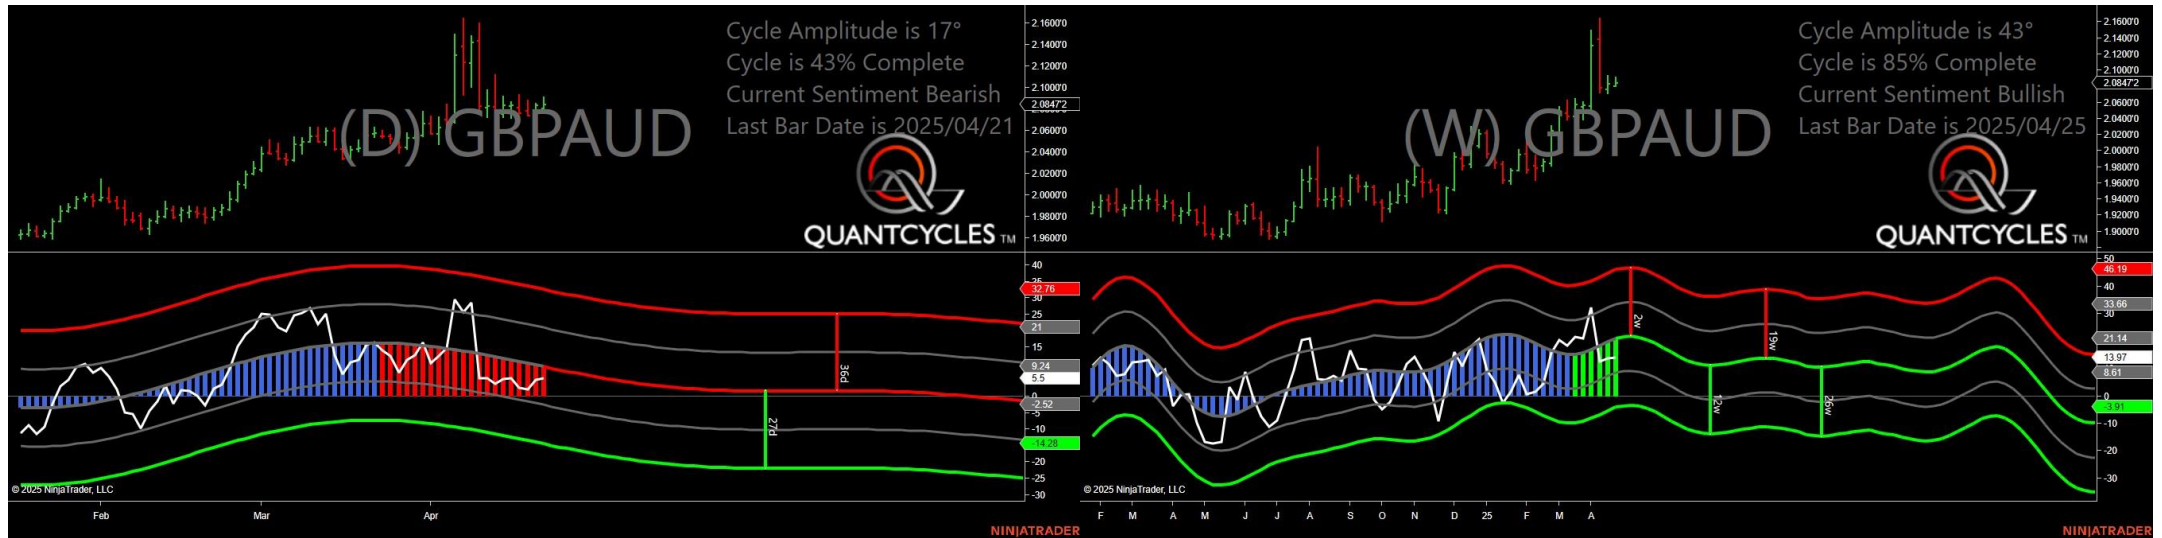 Cycle Amplitude is 17°
Cycle is 43% Complete
Current Sentiment Bearish
Last Bar Date is 2025/04/21
(D) GBPAUD
QUANTCYCLES TM
2.1600'0
2.1400'0
2.1200'0
2.1000'0
2.0847'2
2.0600'0
2.0400'0
2.0200'0
2.0000'0
1.9800'0
1.9600'0
40
35
32.76
30
25
21
15
9.24
5.5
0
-2.52
-5
-10
-14.28
-20
-25
-30
36d
27d
© 2025 NinjaTrader, LLC
Feb Mar Apr
NINJATRADER
Cycle Amplitude is 43°
Cycle is 85% Complete
Current Sentiment Bullish
Last Bar Date is 2025/04/25
(W) GBPAUD
QUANTCYCLES TM
2.1600'0
2.1400'0
2.1200'0
2.1000'0
2.0847'2
2.0600'0
2.0400'0
2.0200'0
2.0000'0
1.9800'0
1.9600'0
1.9400'0
1.9200'0
1.9000'0
50
46.19
40
33.66
30
21.14
13.97
8.61
0
-3.91
-10
-20
-30
2w
19w
12w
26w
© 2025 NinjaTrader, LLC
F M A M J J A S O N D 25 F M A
NINJATRADER